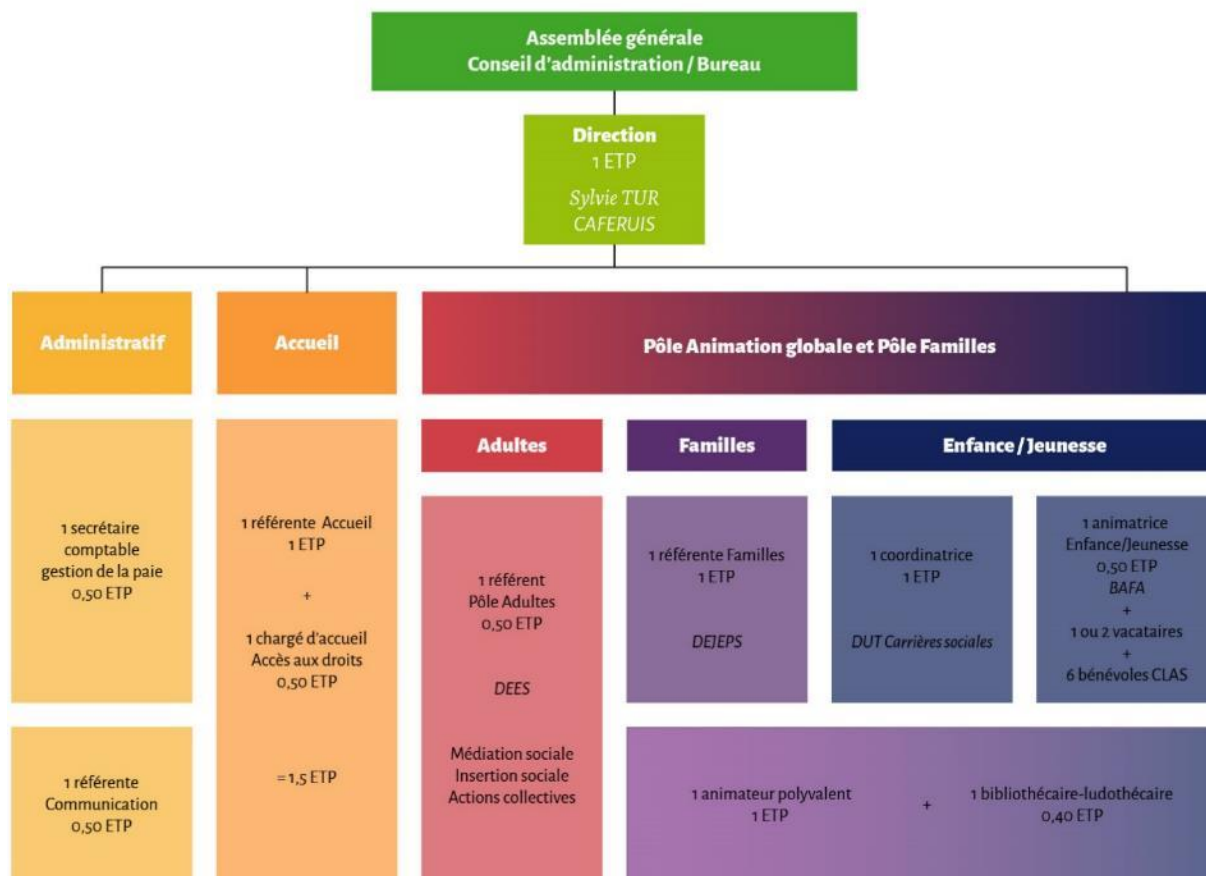 Assemblée générale
Conseil d'administration / Bureau
Direction
1 ETP
Sylvie TUR
CAFERUIS
Administratif
Accueil
Pôle Animation globale et Pôle Familles
1 secrétaire
comptable
gestion de la paie
0,50 ETP
1 référente
Communication
0,50 ETP
1 référente Accueil
1 ETP
+
1 chargé d'accueil
Accès aux droits
0,50 ETP
= 1,5 ETP
Adultes
1 référent
Pôle Adultes
0,50 ETP
DEES
Médiation sociale
Insertion sociale
Actions collectives
Familles
1 référente Familles
1 ETP
DEJEPS
Enfance / Jeunesse
1 coordinatrice
1 ETP
DUT Carrières sociales
1 animatrice
Enfance/Jeunesse
0,50 ETP
BAFA
+
1 ou 2 vacataires
+
6 bénévoles CLAS
1 animateur polyvalent
1 ETP
+
1 bibliothécaire-ludothécaire
0,40 ETP